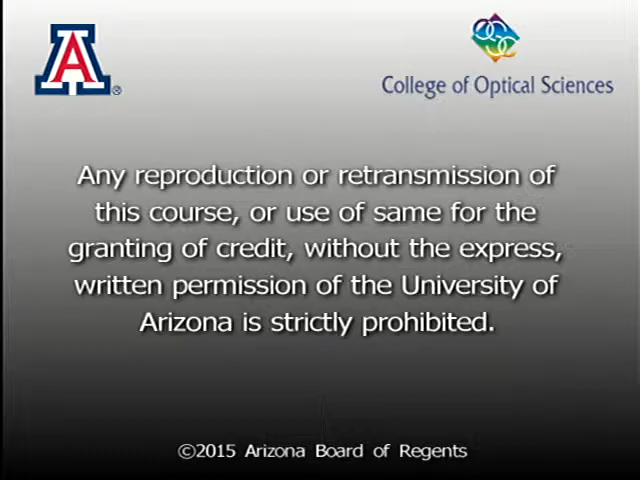 A®
College of Optical Sciences
Any reproduction or retransmission of
this course, or use of same for the
granting of credit, without the express,
written permission of the University of
Arizona is strictly prohibited.
©2015 Arizona Board of Regents